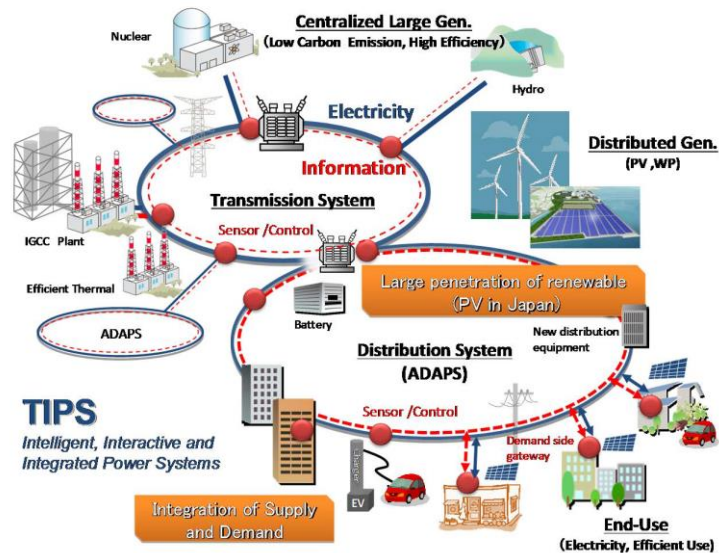 Centralized Large Gen.
(Low Carbon Emission, High Efficiency)
Nuclear
Hydro
Electricity
Information
Distributed Gen.
(PV ,WP)
Transmission System
Sensor /Control
IGCC Plant
Efficient Thermal
ADAPS
Battery
Large penetration of renewable
(PV in Japan)
New distribution
equipment
Distribution System
(ADAPS)
TIPS
Intelligent, Interactive and
Integrated Power Systems
Sensor /Control
Demand side
gateway
Charger
EV
Integration of Supply
and Demand
End-Use
(Electricity, Efficient Use)